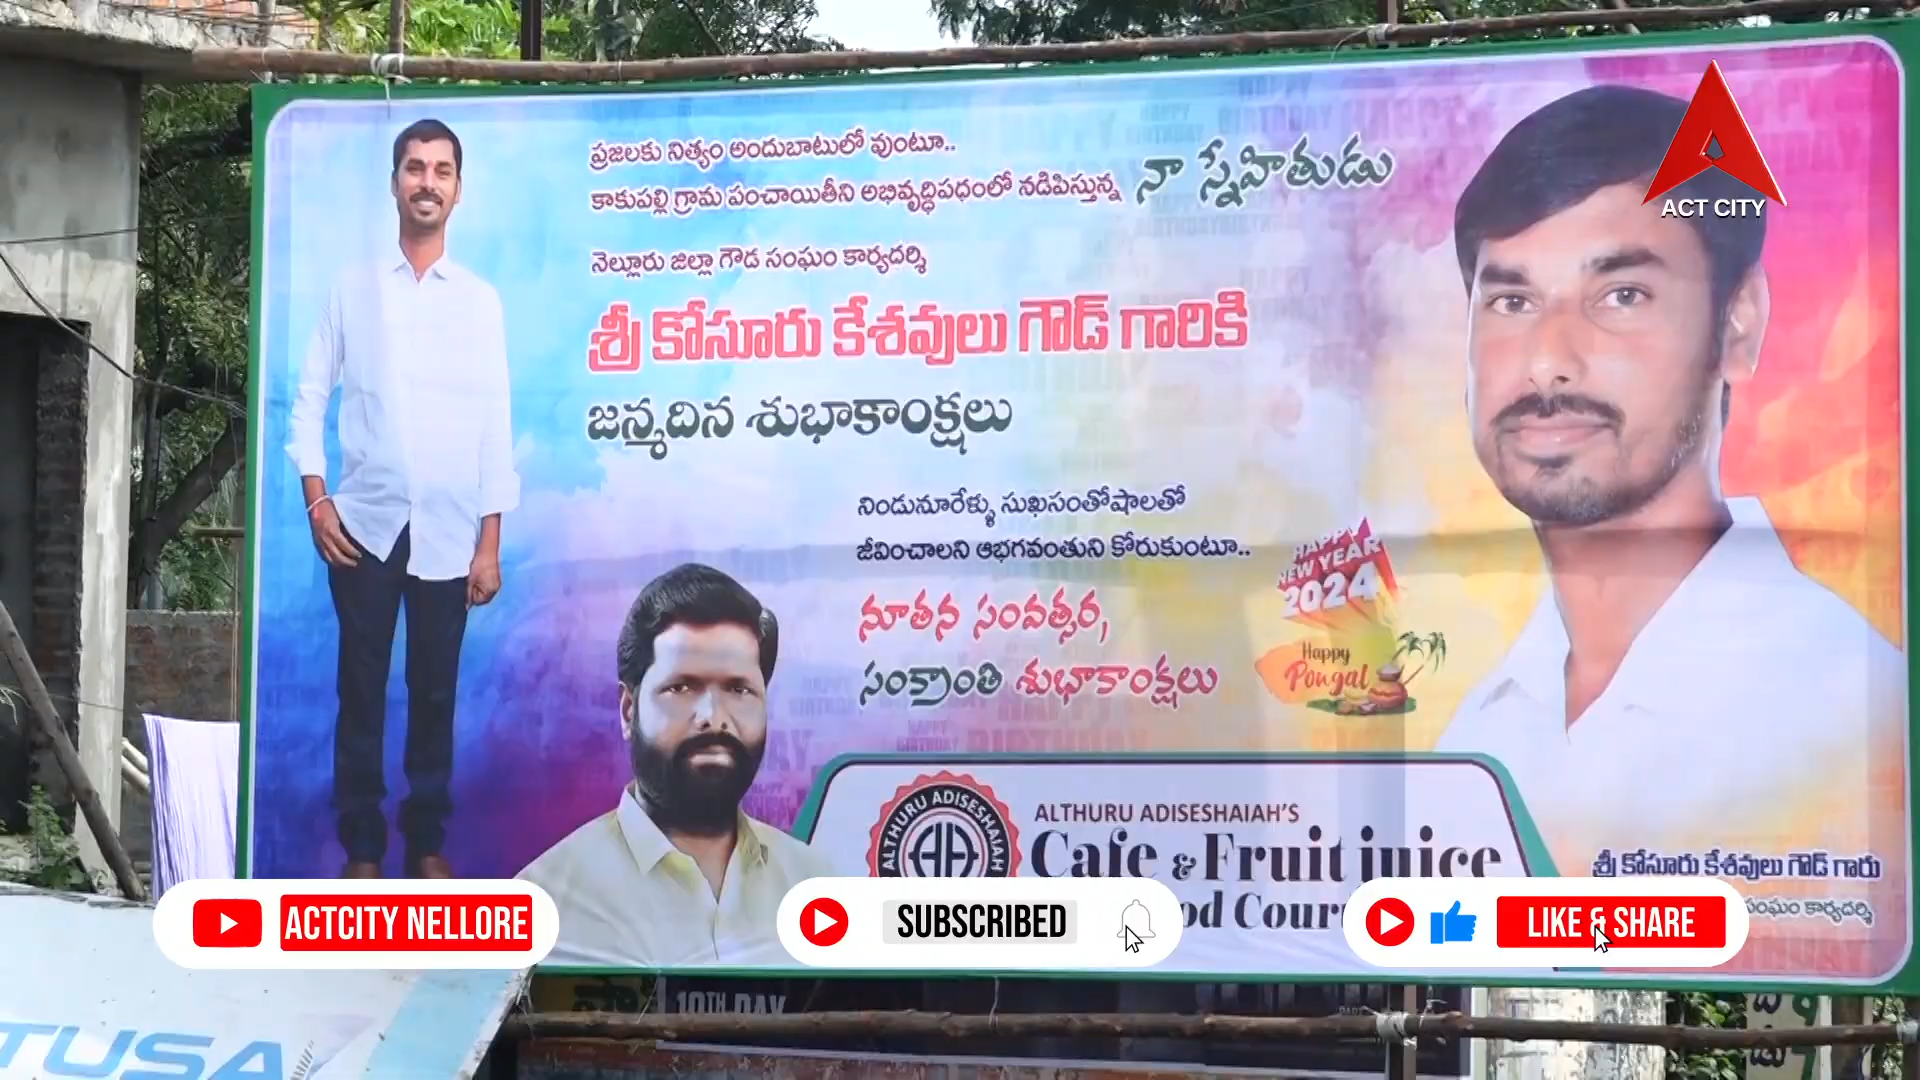 ప్రజలకు నిత్యం అందుబాటులో వుంటూ..
కాకుపల్లి గ్రామ పంచాయితీని అభివృద్ధిపధంలో నడిపిస్తున్న నా స్నేహితుడు
నెల్లూరు జిల్లా గౌడ సంఘం కార్యదర్శి
శ్రీ కోసూరు కేశవులు గౌడ్ గారికి
జన్మదిన శుభాకాంక్షలు
నిండునూరేళ్ళు సుఖసంతోషాలతో
జీవించాలని ఆభగవంతుని కోరుకుంటూ..
నూతన సంవత్సర,
సంక్రాంతి శుభాకాంక్షలు
HAPPY
NEW YEAR
2024
Happy
Pongal
ACT CITY
ALTHURU ADISESHAIAH
AA
ALTHURU ADISESHAIAH'S
Cafe & Fruit juice
శ్రీ కోసూరు కేశవులు గౌడ్ గారు
సంఘం కార్యదర్శి
ACTCITY NELLORE
SUBSCRIBED
LIKE & SHARE
10TH DAY
TUSA